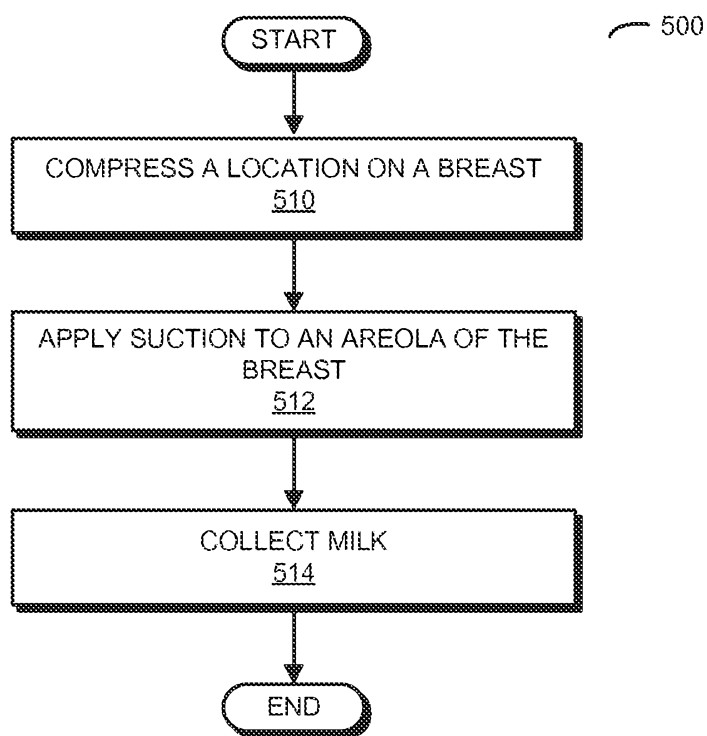 START
500
COMPRESS A LOCATION ON A BREAST
510
APPLY SUCTION TO AN AREOLA OF THE
BREAST
512
COLLECT MILK
514
END